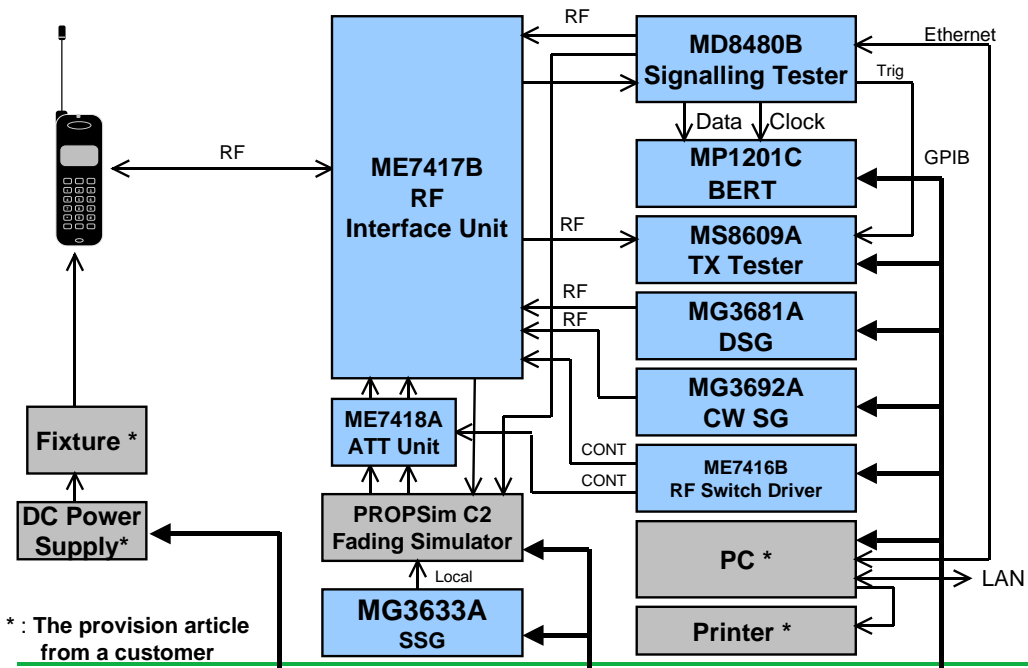 RF
MD8480B
Signalling Tester
Ethernet
Trig
Data
Clock
RF
ME7417B
RF
Interface Unit
MP1201C
BERT
GPIB
RF
MS8609A
TX Tester
RF
MG3681A
DSG
RF
MG3692A
CW SG
ME7418A
ATT Unit
Fixture *
CONT
ME7416B
RF Switch Driver
CONT
DC Power
Supply*
PROPSim C2
Fading Simulator
PC *
LAN
Local
MG3633A
SSG
Printer *
* : The provision article
from a customer